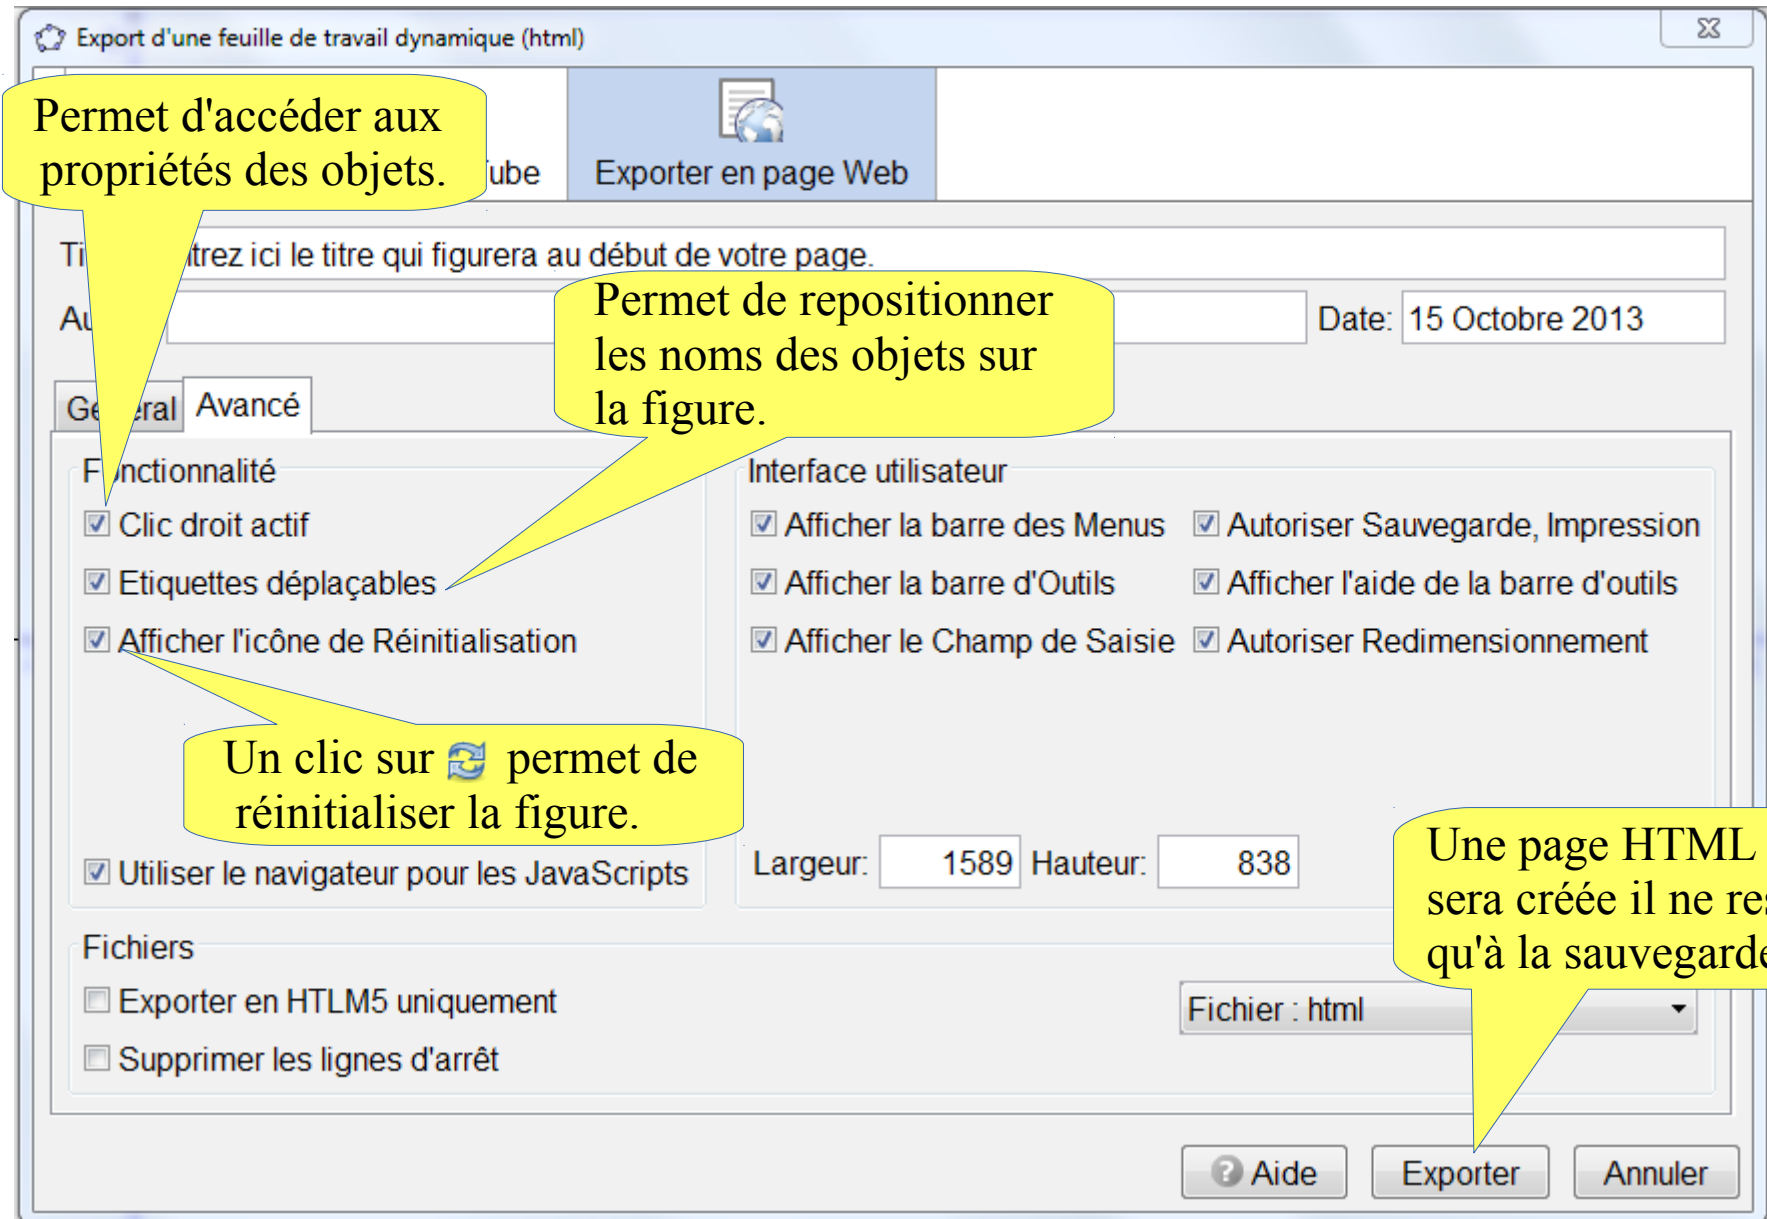 Export d'une feuille de travail dynamique (html)
Permet d'accéder aux
propriétés des objets.
Exporter en page Web
ici le titre qui figurera au début de votre page.
Date: 15 Octobre 2013
Permet de repositionner
les noms des objets sur
la figure.
Avancé
Fonctionnalité
Clic droit actif
Etiquettes déplaçables
Afficher l'icône de Réinitialisation
Un clic sur permet de
réinitialiser la figure.
Utiliser le navigateur pour les JavaScripts
Interface utilisateur
Afficher la barre des Menus Autoriser Sauvegarde, Impression
Afficher la barre d'Outils Afficher l'aide de la barre d'outils
Afficher le Champ de Saisie Autoriser Redimensionnement
Largeur: 1589 Hauteur: 838
Une page HTML
sera créée il ne
qu'à la
Fichiers
Exporter en HTLM5 uniquement
Fichier : html
Supprimer les lignes d'arrêt
Aide Exporter Annuler